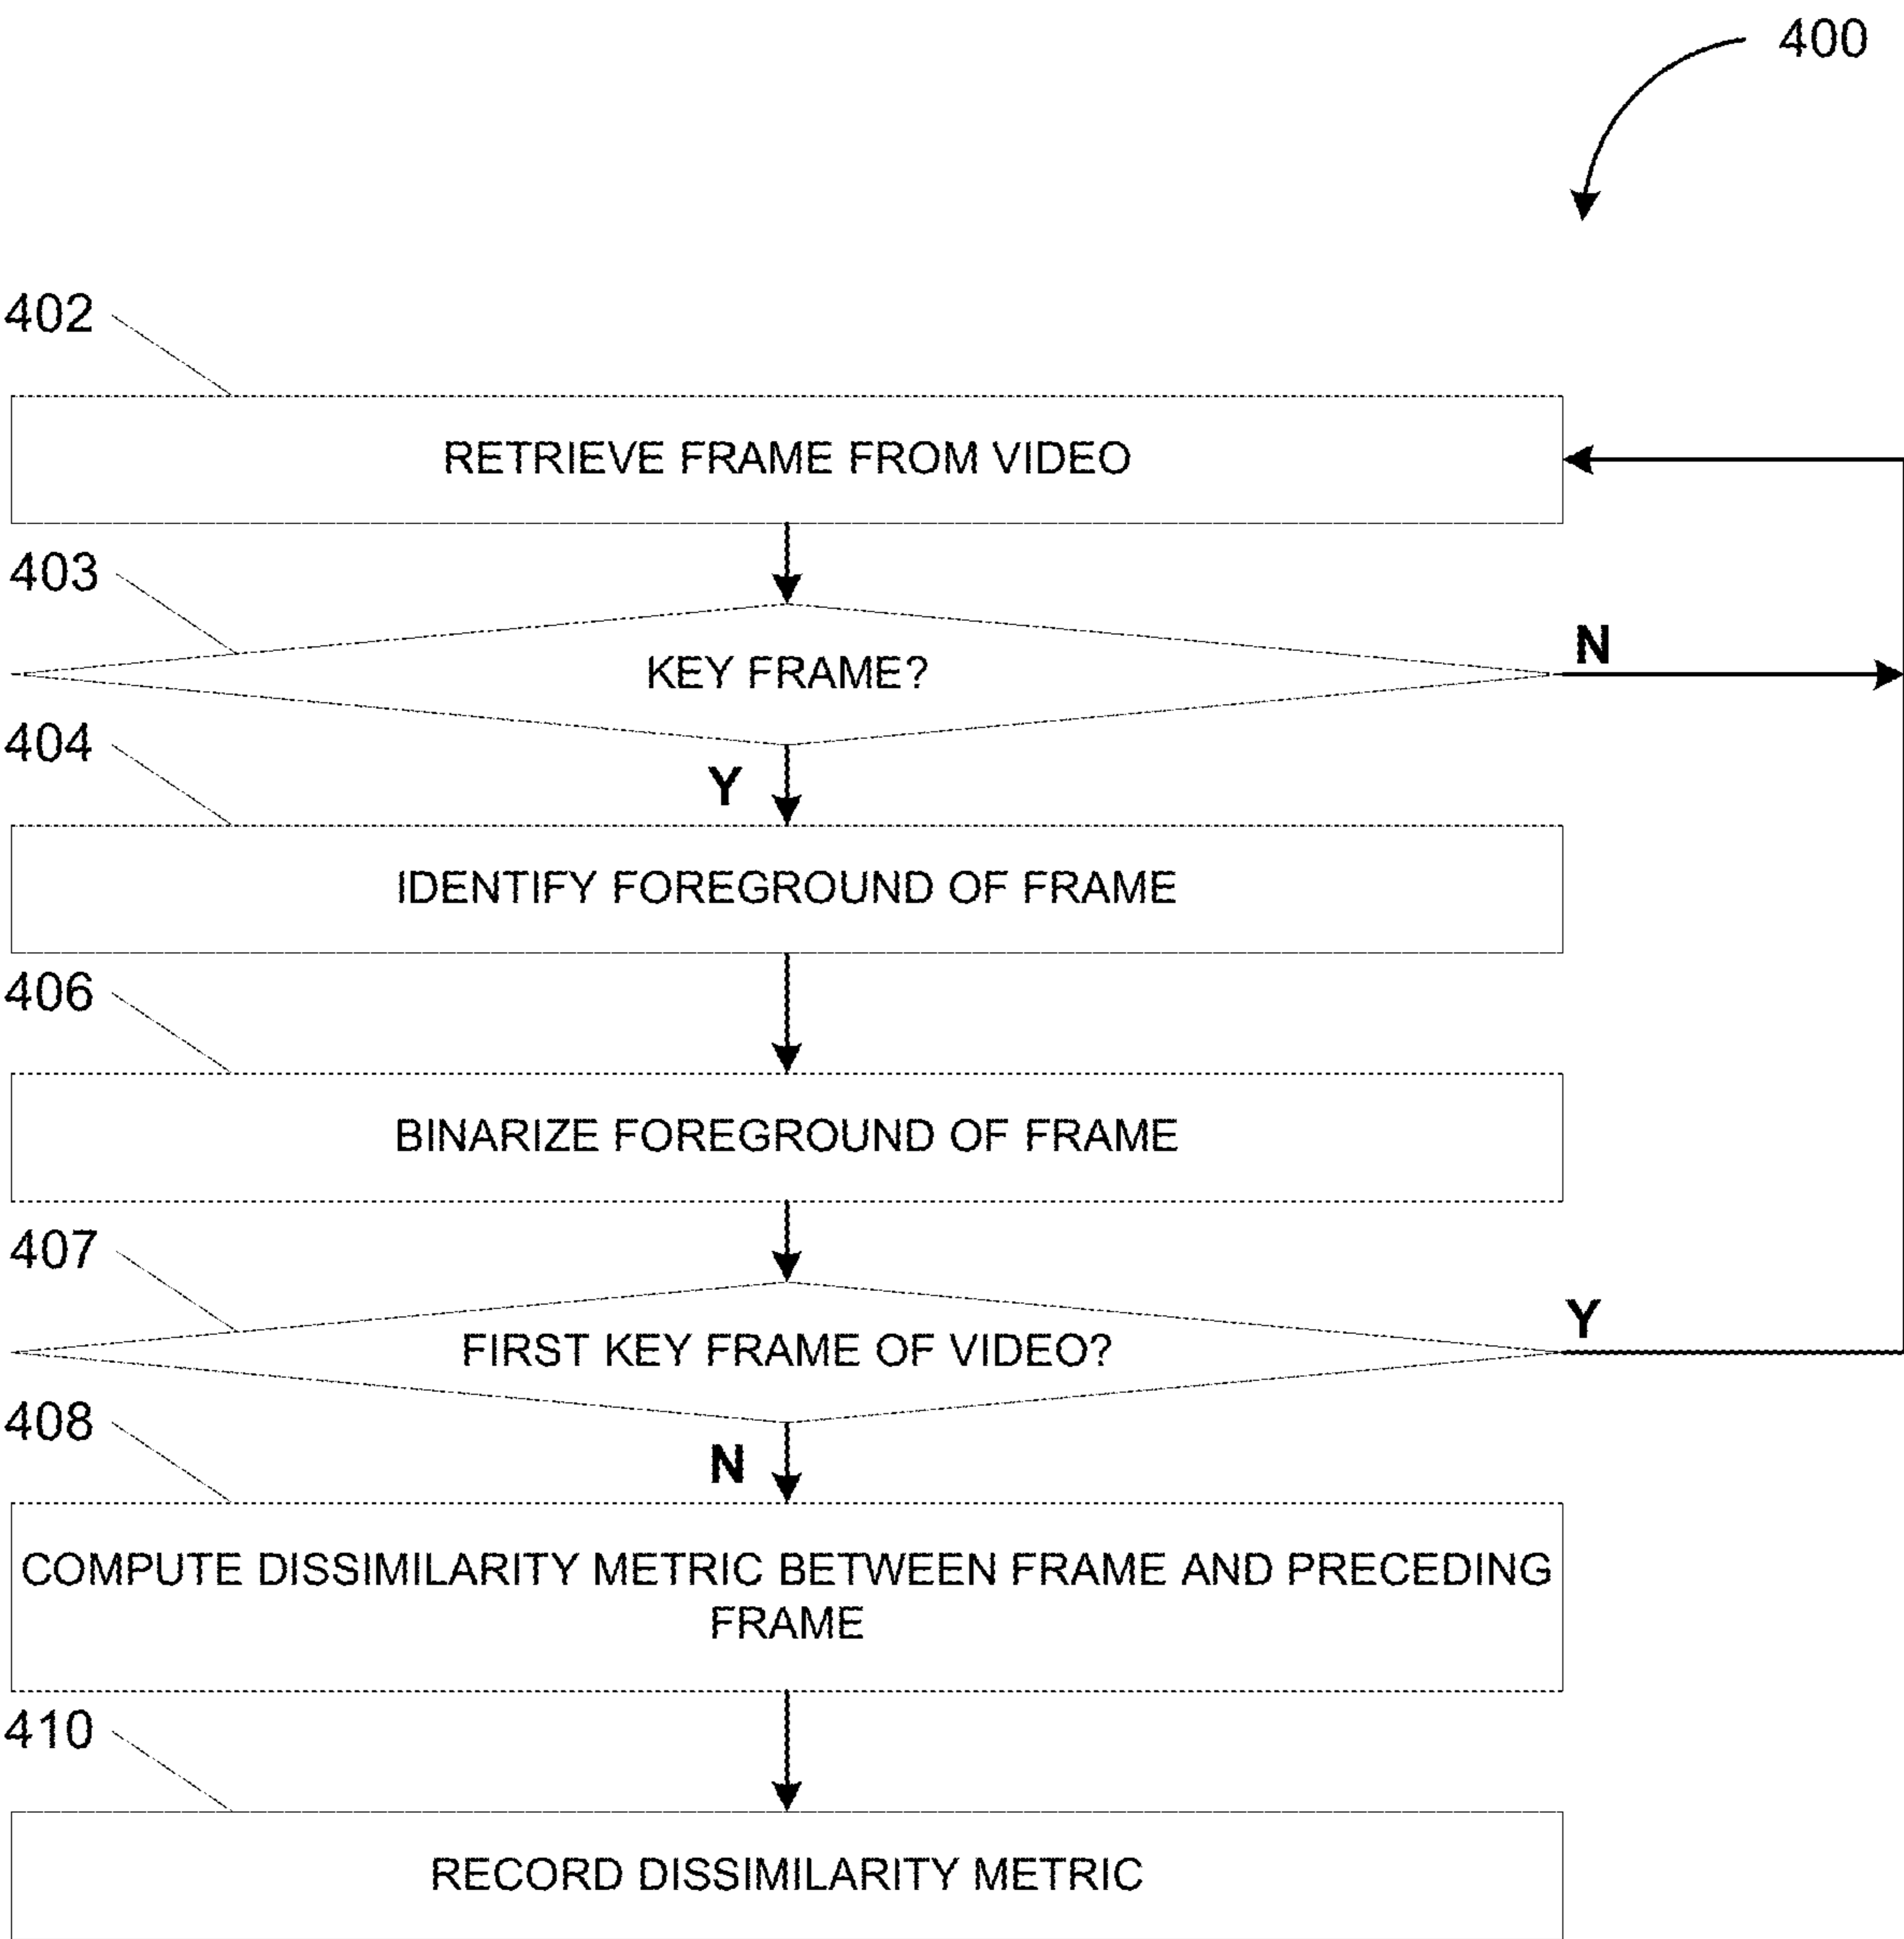 400
402
RETRIEVE FRAME FROM VIDEO
403
KEY FRAME?
N
404
Y
IDENTIFY FOREGROUND OF FRAME
406
BINARIZE FOREGROUND OF FRAME
407
FIRST KEY FRAME OF VIDEO?
Y
408
N
COMPUTE DISSIMILARITY METRIC BETWEEN FRAME AND PRECEDING
FRAME
410
RECORD DISSIMILARITY METRIC